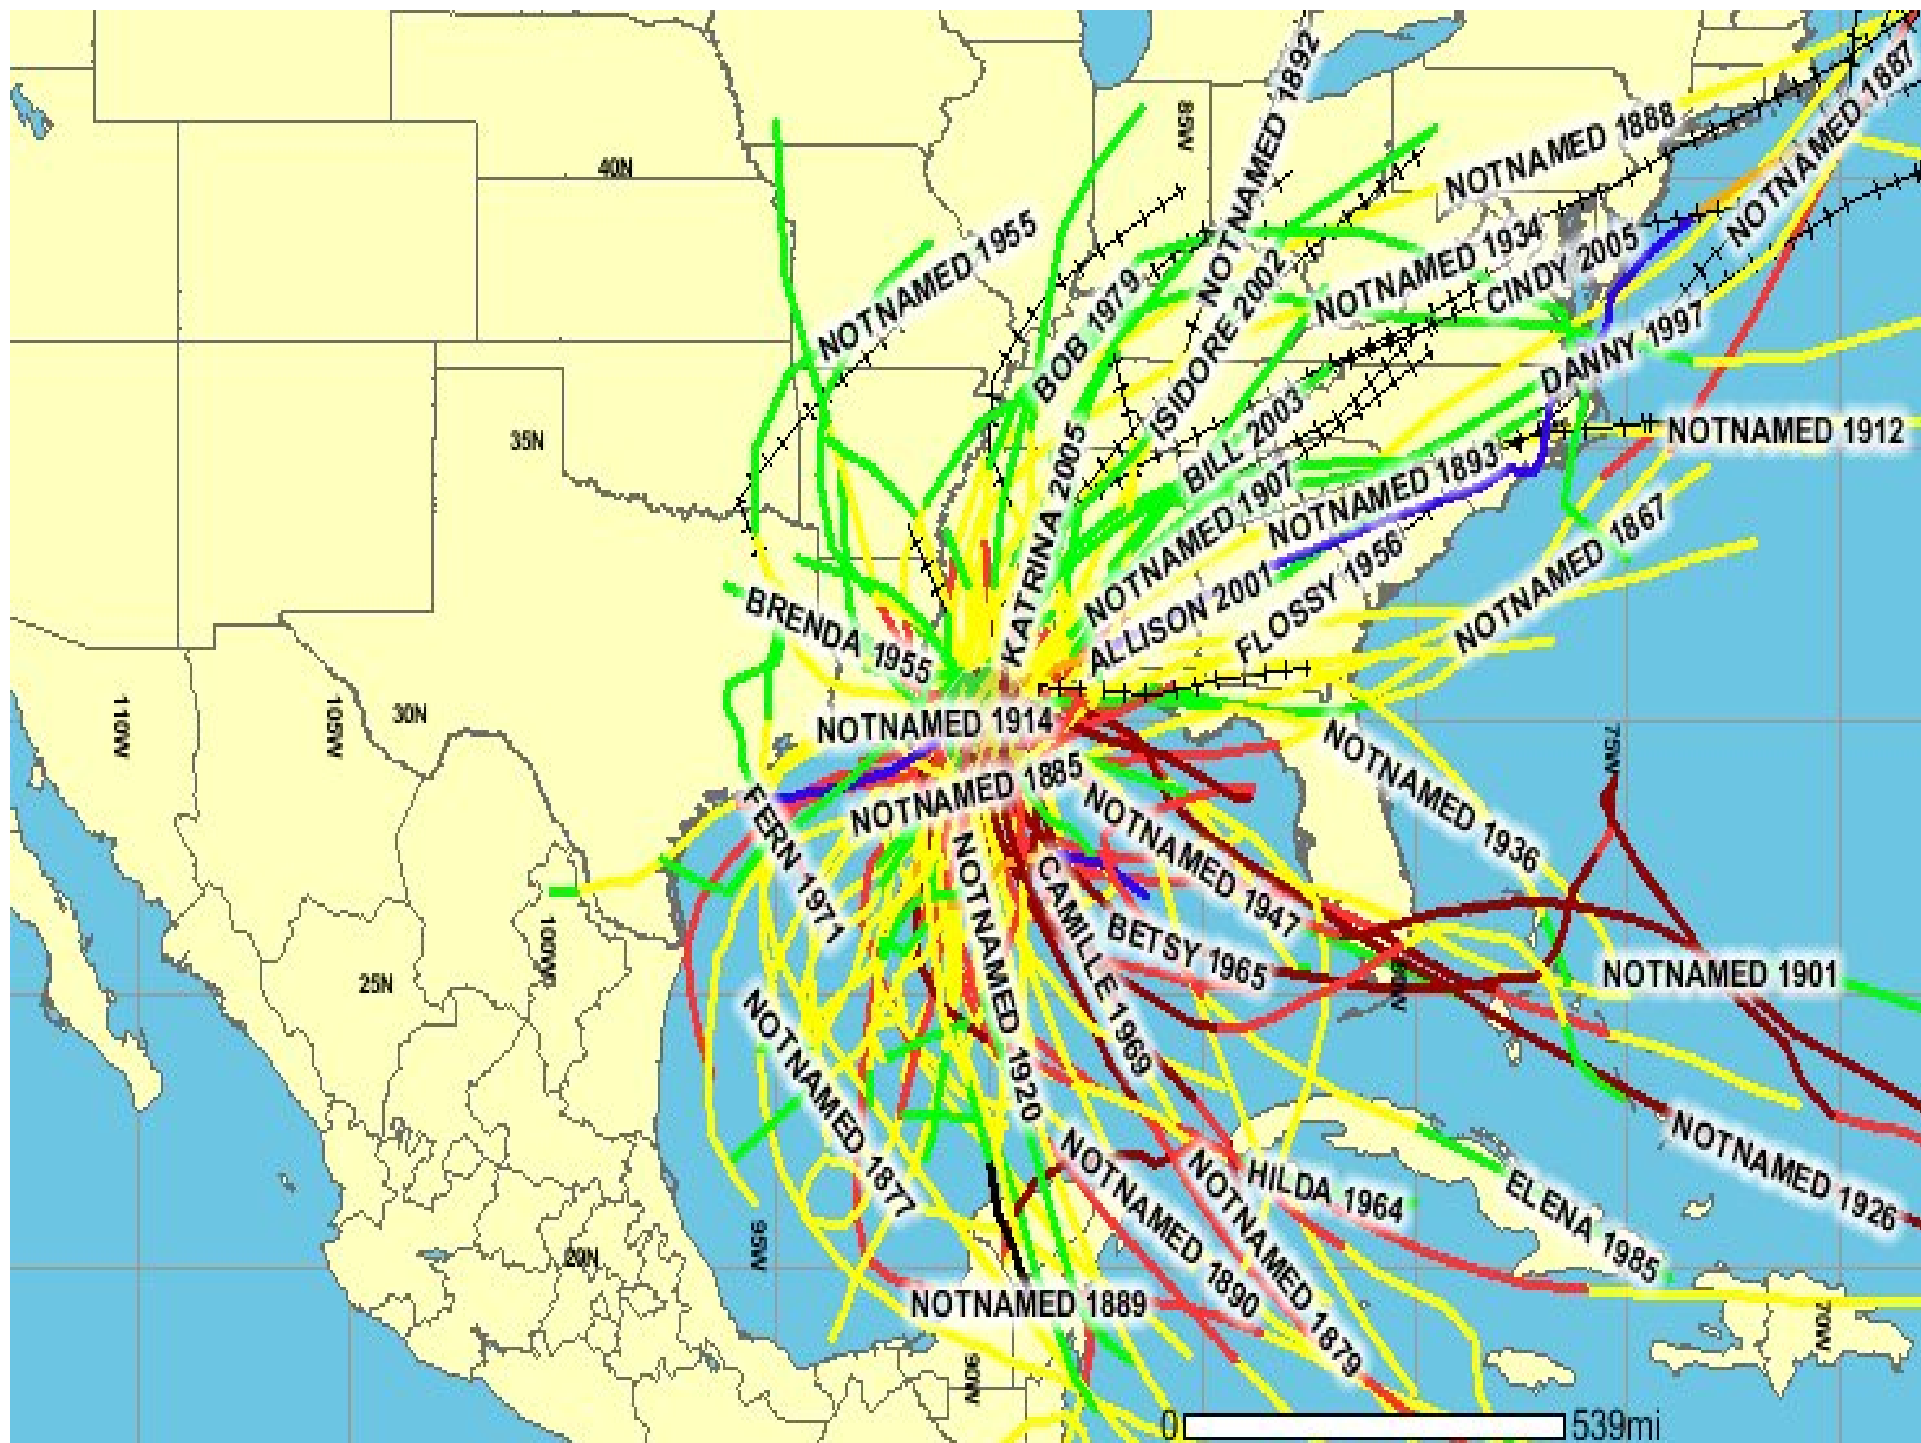 NOTNAMED 1892
NOTNAMED 1887
NOTNAMED 1888
85W
40N
NOTNAMED 1955
NOTNAMED 1934
CINDY 2005
BOB 1979
ISIDORE 2002
DANNY 1997
NOTNAMED 1912
35N
KATRINA 2005
BILL 2003
NOTNAMED 1907
NOTNAMED 1893
NOTNAMED 1867
BRENDA 1955
ALLISON 2001
FLOSSY 1956
110W
105W
30N
NOTNAMED 1914
NOTNAMED 1936
75W
NOTNAMED 1885
FERN 1971
NOTNAMED 1947
NOTNAMED 1920
CAMILLE 1969
BETSY 1965
100W
25N
80W
NOTNAMED 1901
NOTNAMED 1877
NOTNAMED 1926
NOTNAMED 1890
NOTNAMED 1879
HILDA 1964
ELENA 1985
95W
20N
NOTNAMED 1889
70W
90W
0 539mi